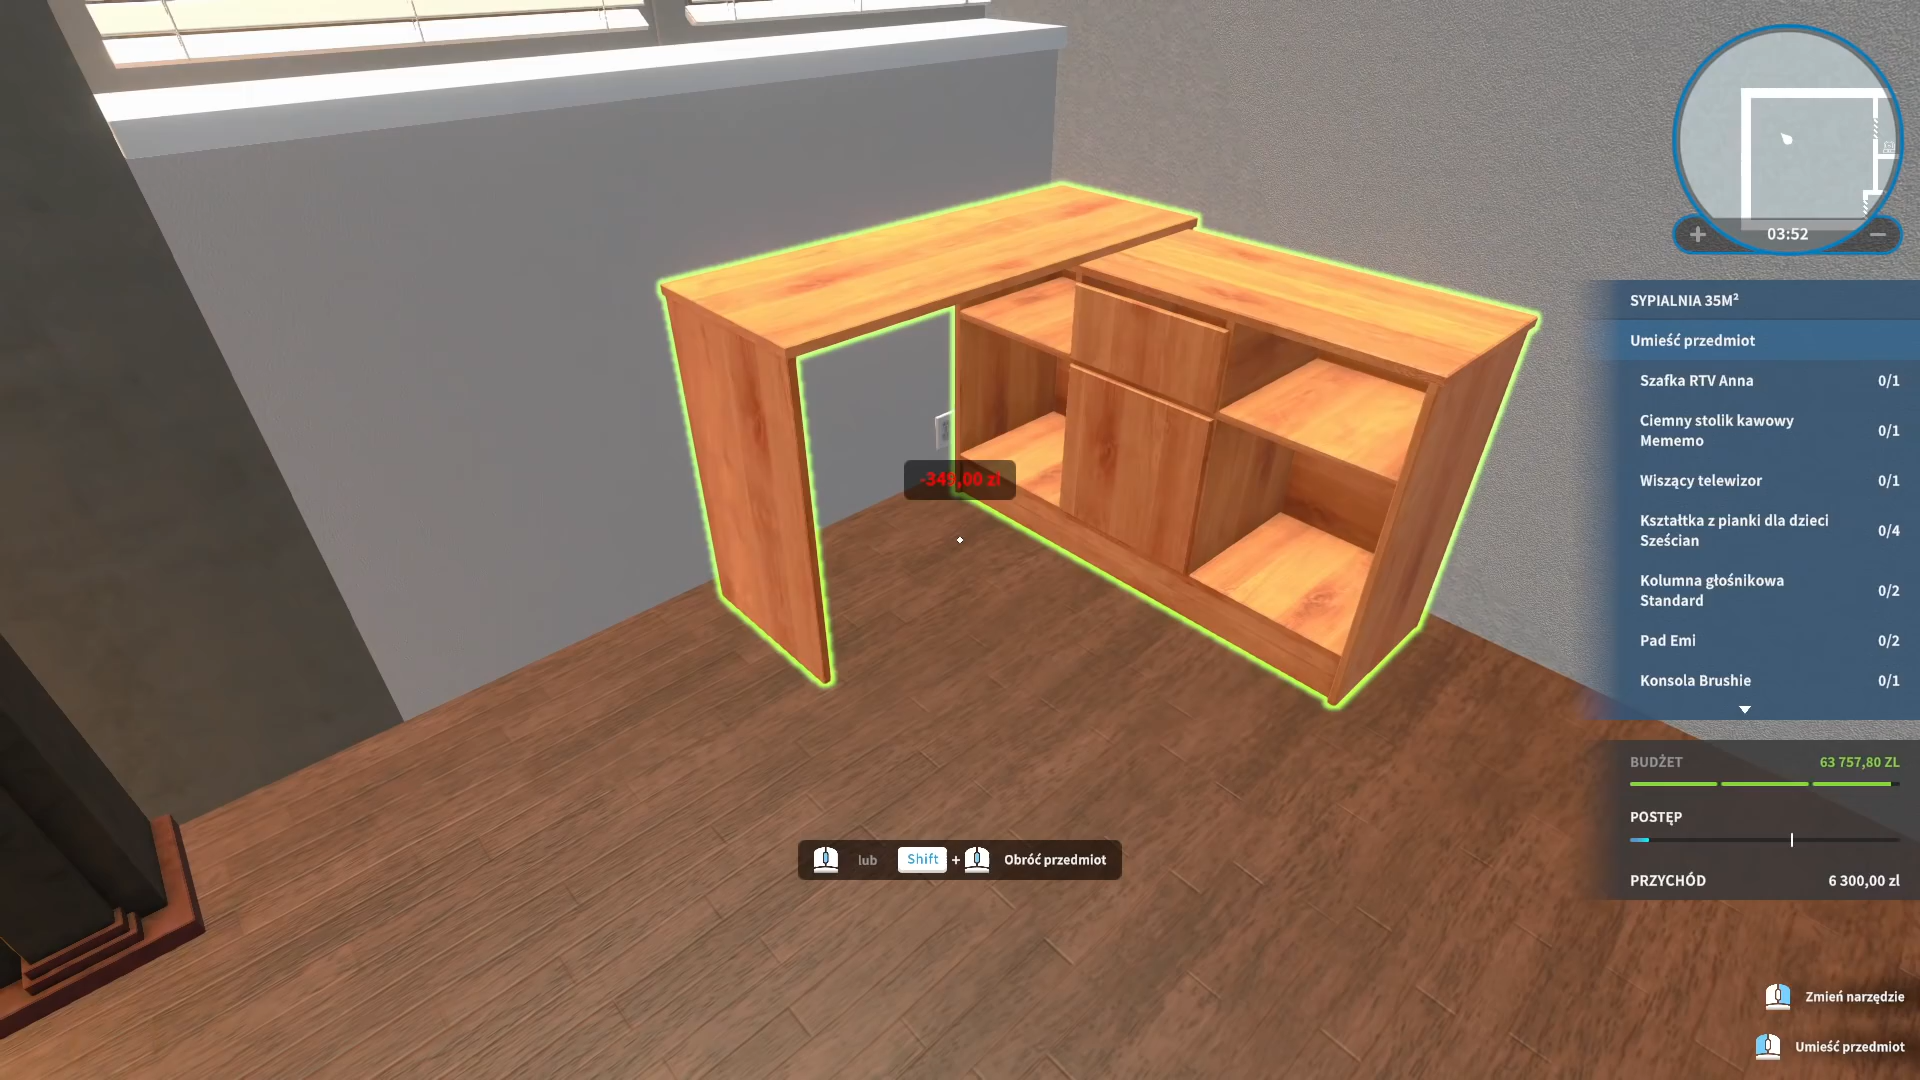 03:52
SYPIALNIA 35M²
Umieść przedmiot
Szafka RTV Anna 0/1
Ciemny stolik kawowy
Mememo 0/1
Wiszący telewizor 0/1
Kształtka z pianki dla dzieci
Sześcian 0/4
Kolumna głośnikowa
Standard 0/2
Pad Emi 0/2
Konsola Brushie 0/1
-349,00 zl
BUDŻET 63 757,80 ZL
POSTĘP
PRZYCHÓD 6 300,00 zl
lub Shift + Obróć przedmiot
Zmień narzędzie
Umieść przedmiot